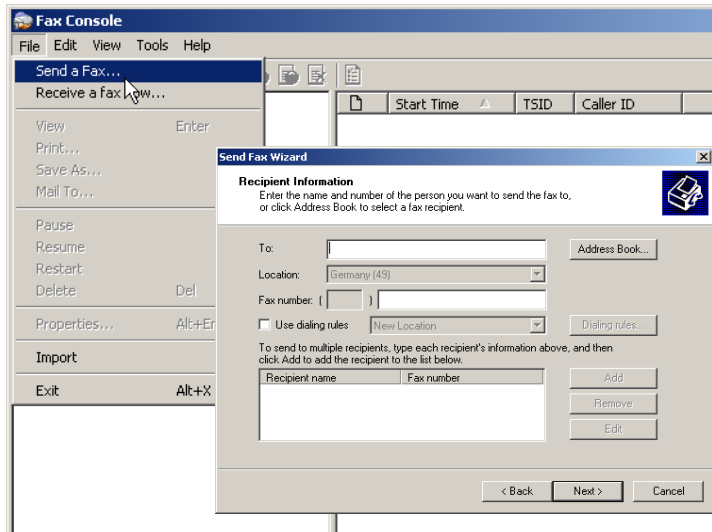 Fax Console
File Edit View Tools Help
Send a Fax...
Start Time TSID Caller ID
View Enter
Print...
Save As...
Mail To...
Pause
Resume
Restart
Delete Del
Properties...
Import
Exit Alt+X
Send Fax Wizard
Recipient Information
Enter the name and number of the person you want to send the fax to,
or click Address Book to select a fax recipient.
To: Address Book...
Location: Germany (49)
Fax number: ( )
Use dialing rules New Location Dialing rules...
To send to multiple recipients, type each recipient's information above, and then
click Add to add the recipient to the list below.
Recipient name Fax number
Add
Remove
Edit
< Back Next > Cancel
Receive a fax